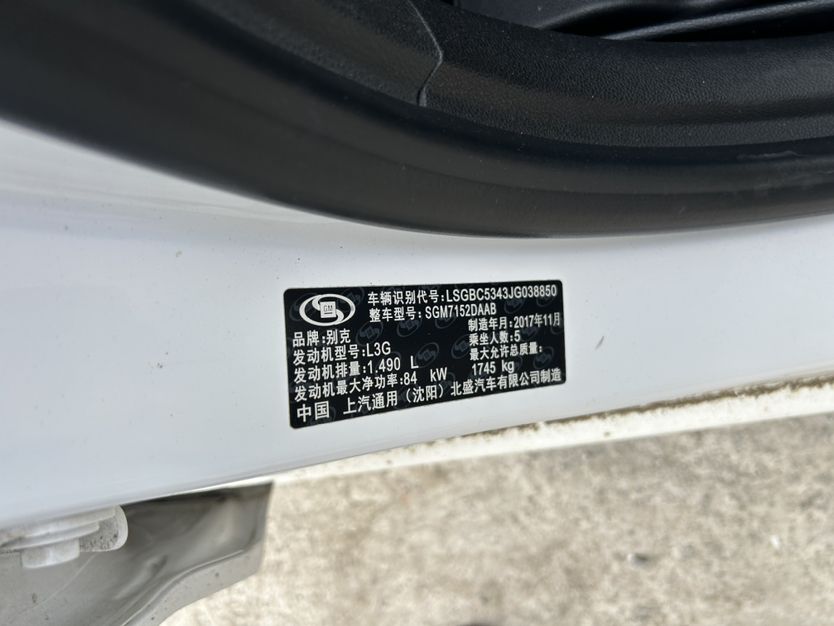 GM
车辆识别代号:LSGBC5343JG038850
整车型号:SGM7152DAAB
品牌:别克
制造年月:2017年11月
发动机型号:L3G
乘坐人数:5
发动机排量:1.490 L
最大允许总质量:
发动机最大净功率:84 kW
1745 kg
中国 上汽通用(沈阳)北盛汽车有限公司制造